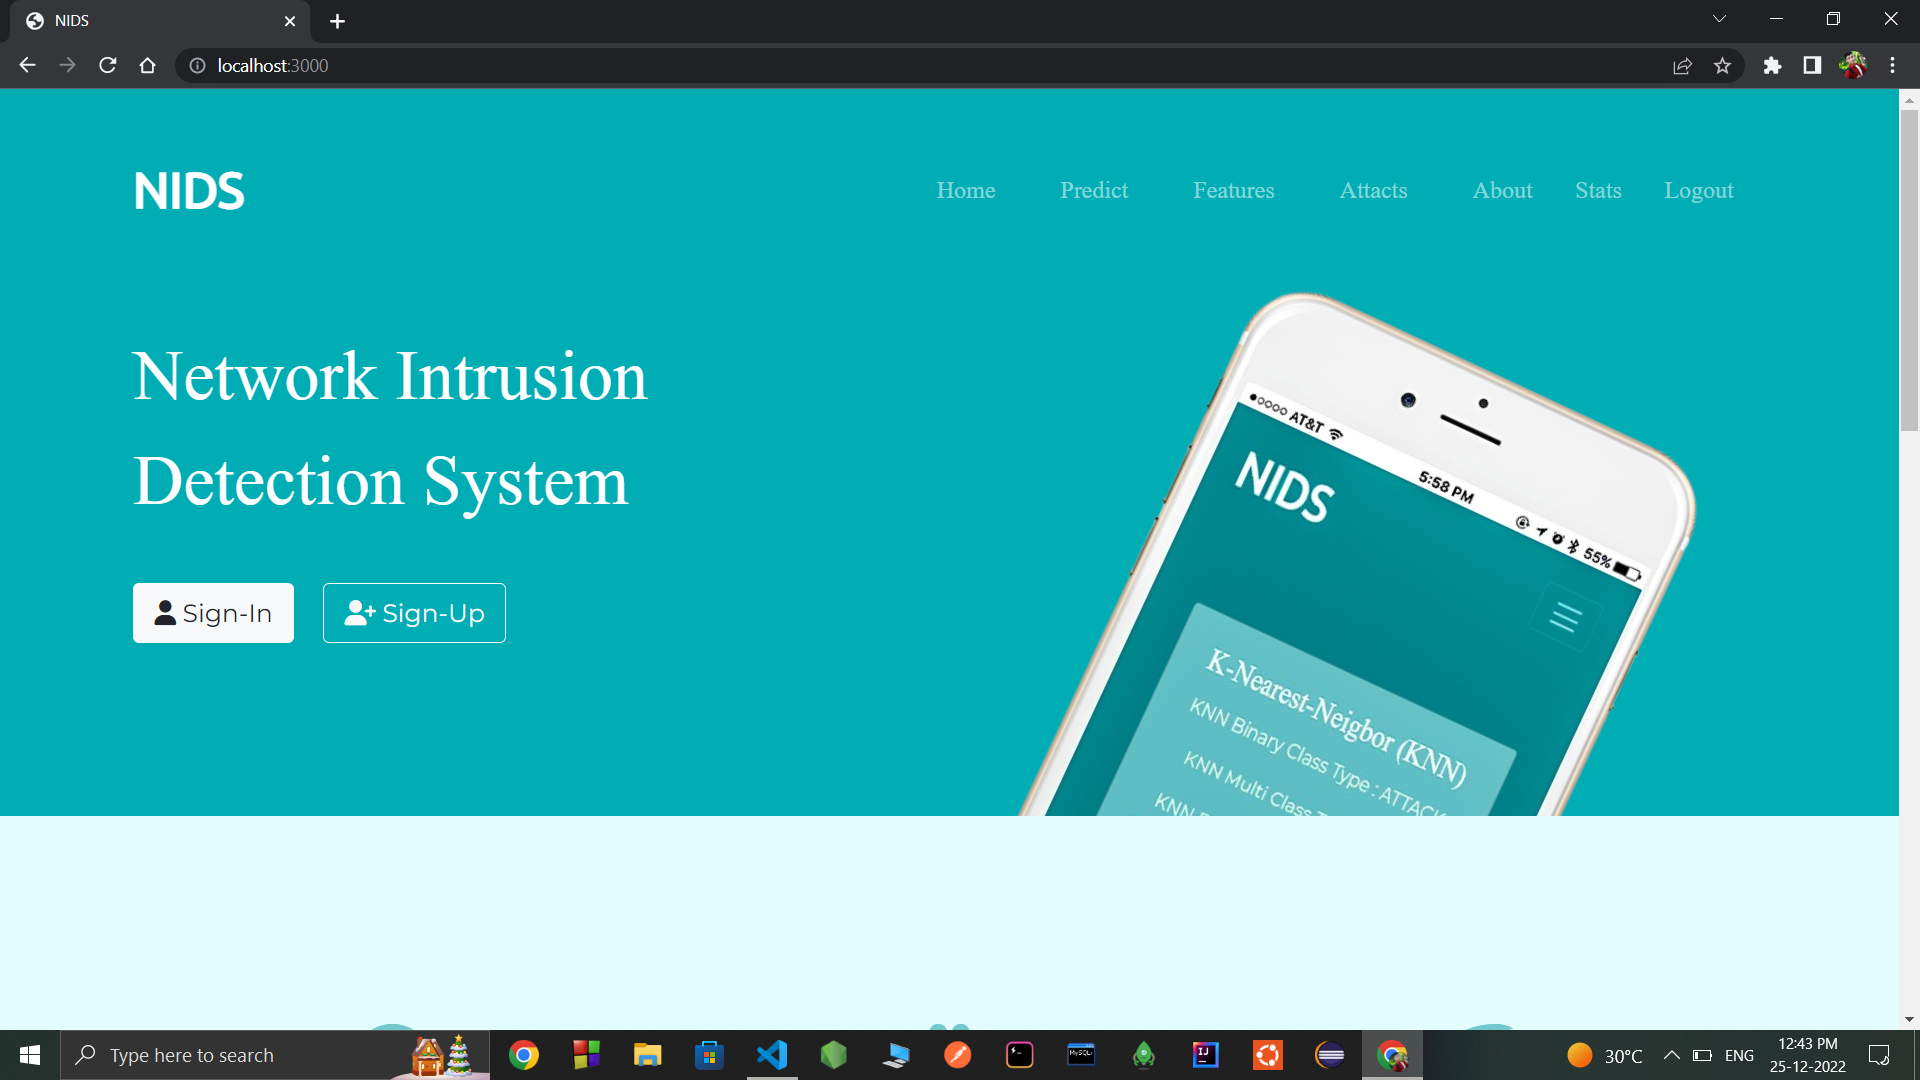 NIDS
localhost:3000
NIDS
Home Predict Features Attacts About Stats Logout
Network Intrusion
Detection System
Sign-In Sign-Up
AT&T 5:58 PM 55%
NIDS
K-Nearest-Neigbor (KNN)
KNN Binary Class Type : ATTACK
KNN Multi Class
KNN
Type here to search
MySQL
IJ
30°C
ENG
12:43 PM
25-12-2022